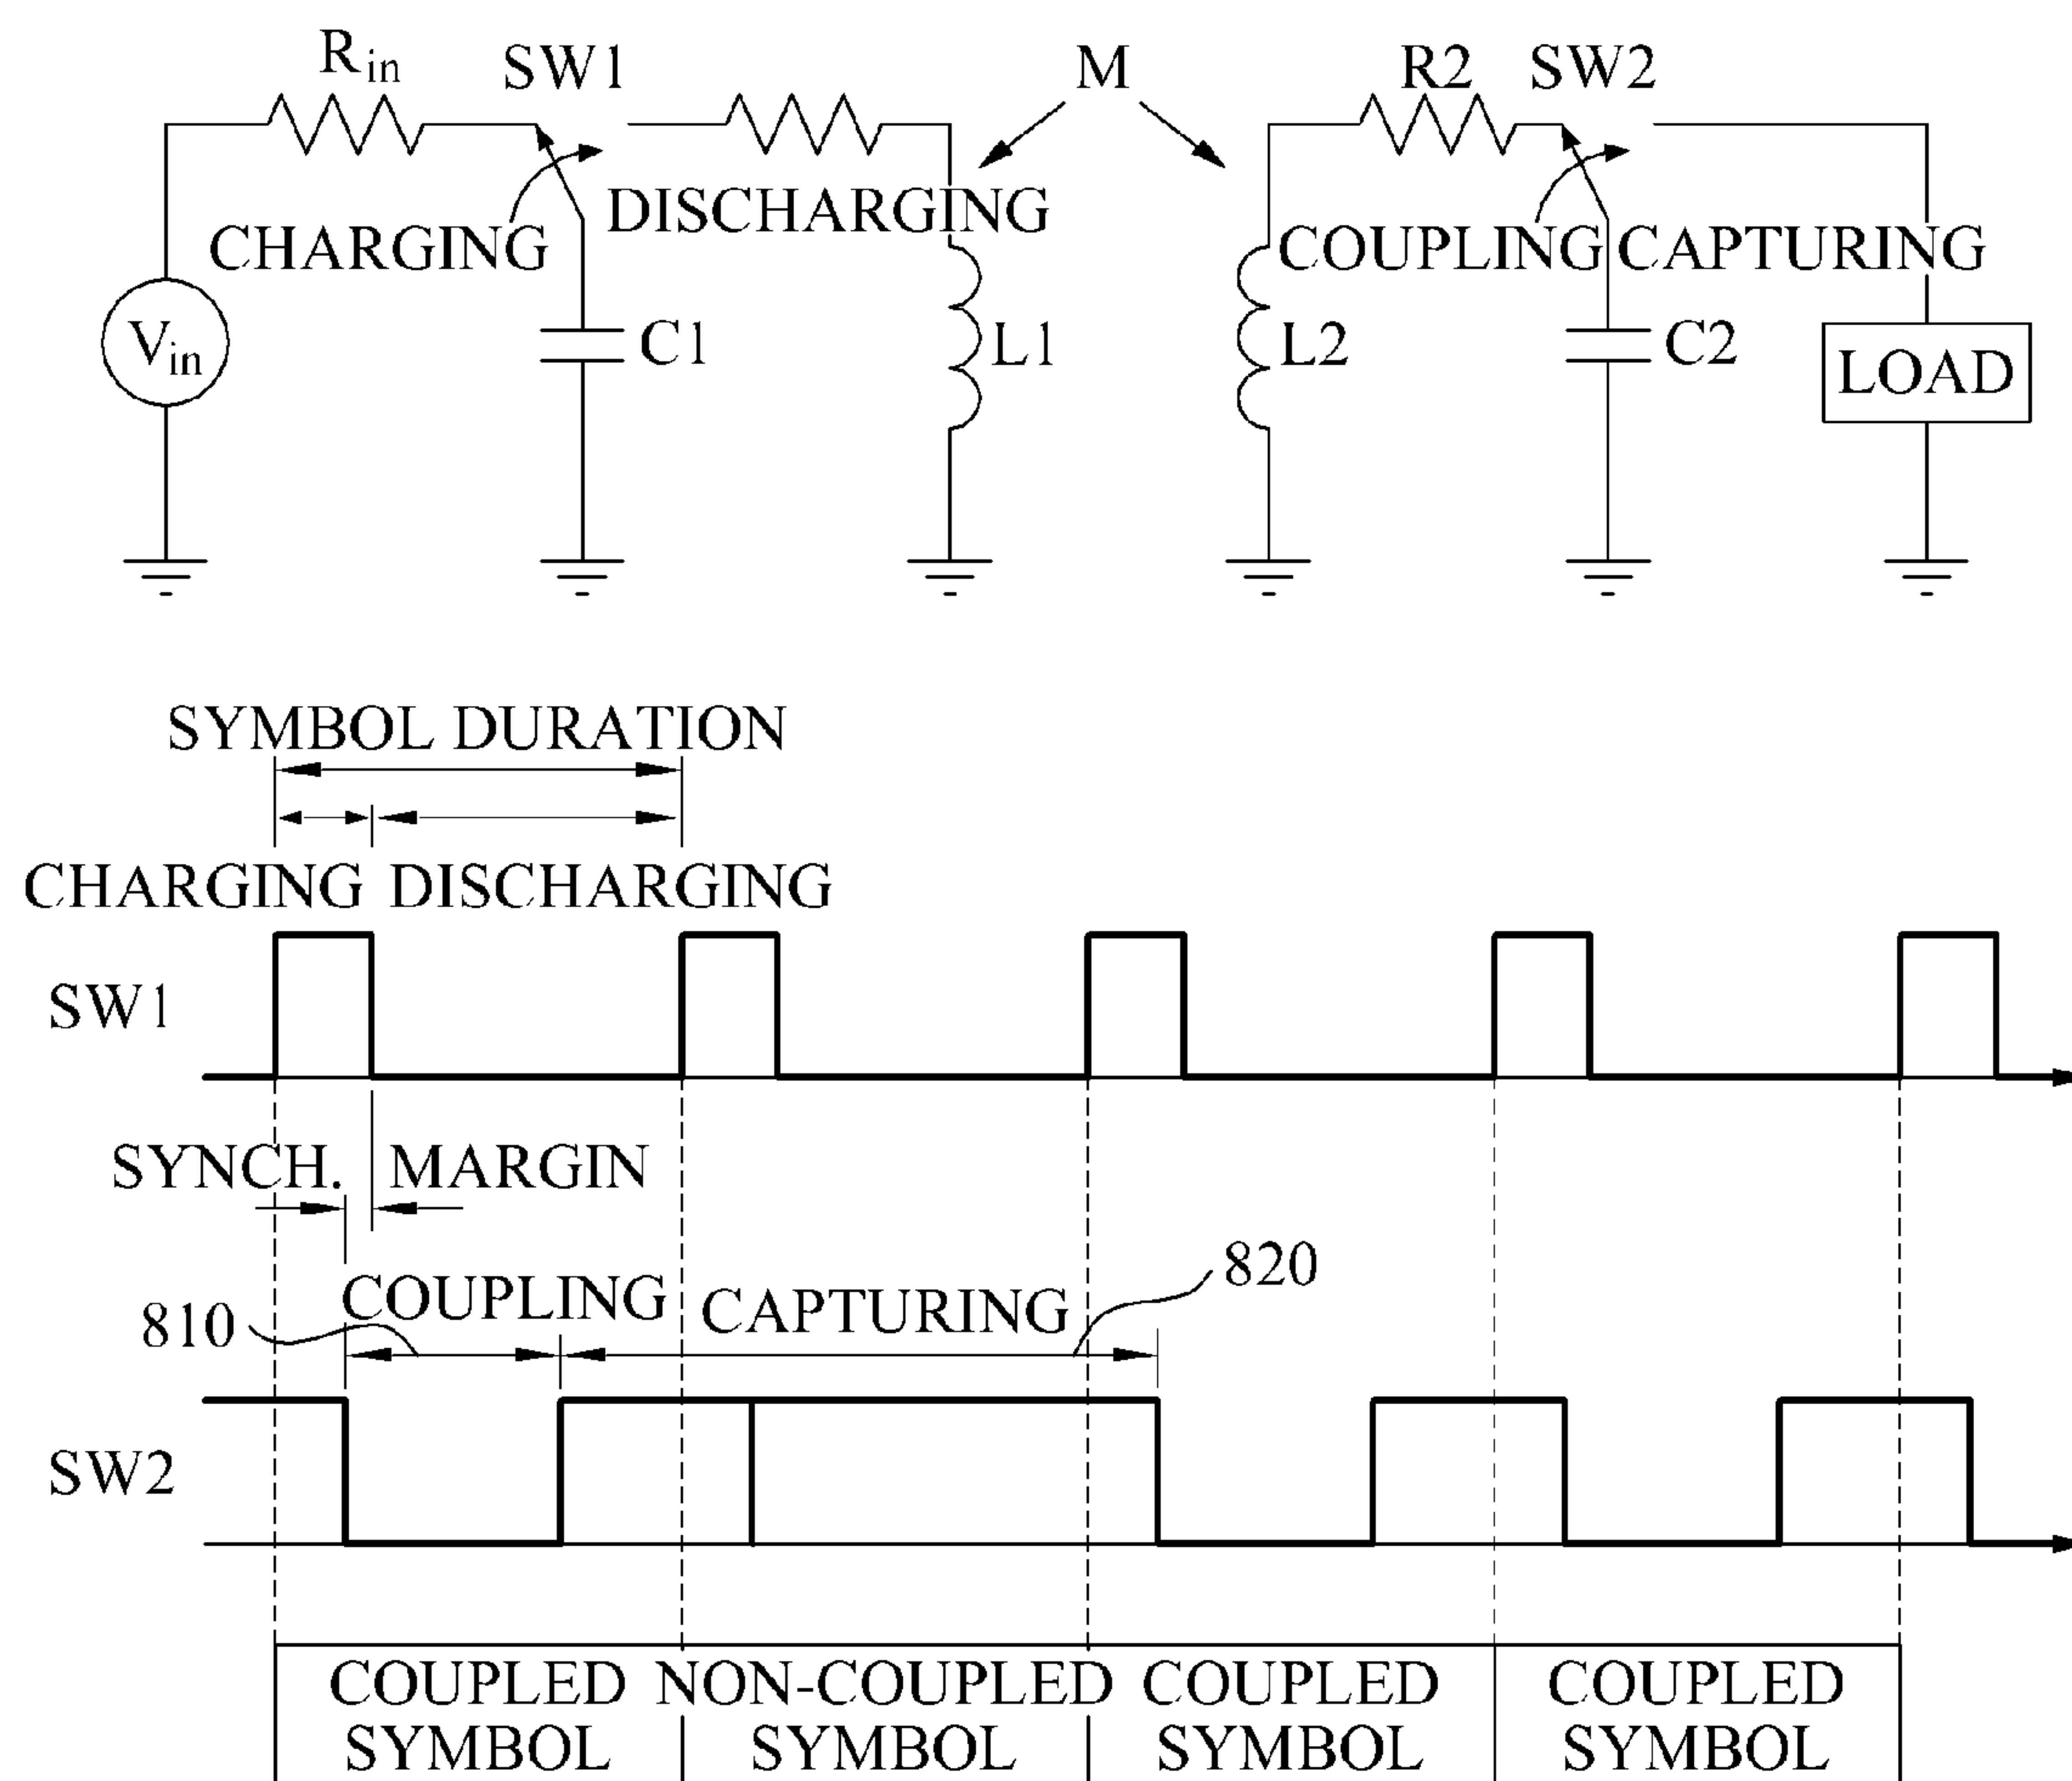 Rin SW1 M R2 SW2
DISCHARGING
CHARGING COUPLING CAPTURING
Vin C1 L1 L2 C2 LOAD
SYMBOL DURATION
CHARGING DISCHARGING
SW1
SYNCH. MARGIN
820
COUPLING CAPTURING
810
SW2
COUPLED NON-COUPLED COUPLED COUPLED
SYMBOL SYMBOL SYMBOL SYMBOL